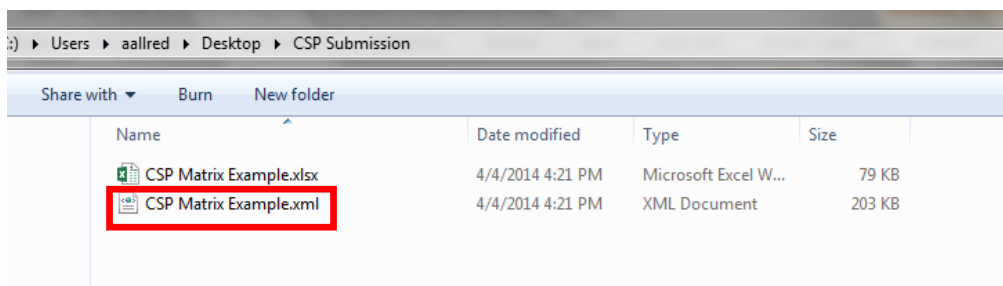 :) ▸ Users ▸ aallred ▸ Desktop ▸ CSP Submission
Share with ▾ Burn New folder
Name Date modified Type Size
CSP Matrix Example.xlsx 4/4/2014 4:21 PM Microsoft Excel W... 79 KB
CSP Matrix Example.xml 4/4/2014 4:21 PM XML Document 203 KB